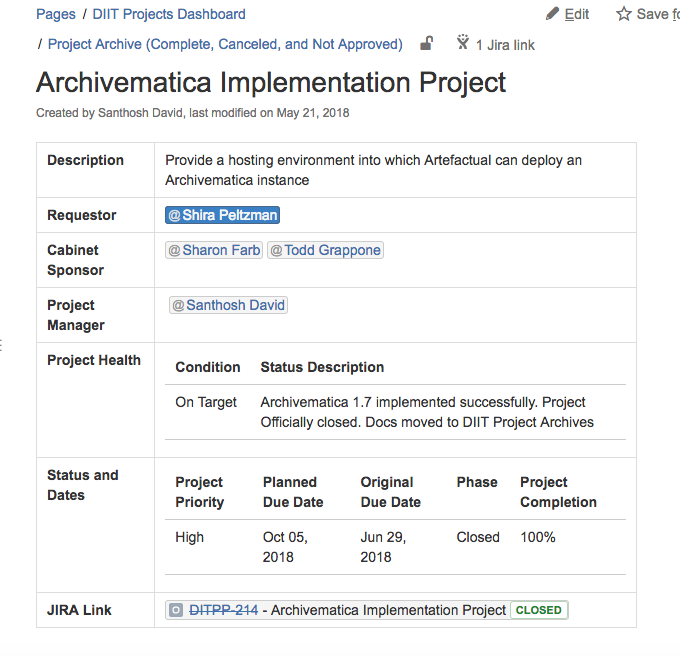 Pages / DIIT Projects Dashboard
Edit
Save fo
/ Project Archive (Complete, Canceled, and Not Approved)
1 Jira link
Archivematica Implementation Project
Created by Santhosh David, last modified on May 21, 2018
Description
Provide a hosting environment into which Artefactual can deploy an
Archivematica instance
Requestor
@Shira Peltzman
Cabinet
Sponsor
@Sharon Farb @Todd Grappone
Project
Manager
@Santhosh David
Project Health
Condition Status Description
On Target
Archivematica 1.7 implemented successfully. Project
Officially closed. Docs moved to DIIT Project Archives
Status and
Dates
Project
Priority
Planned
Due Date
Original
Due Date
Phase
Project
Completion
High
Oct 05,
2018
Jun 29,
2018
Closed
100%
JIRA Link
DITPP-214 - Archivematica Implementation Project CLOSED